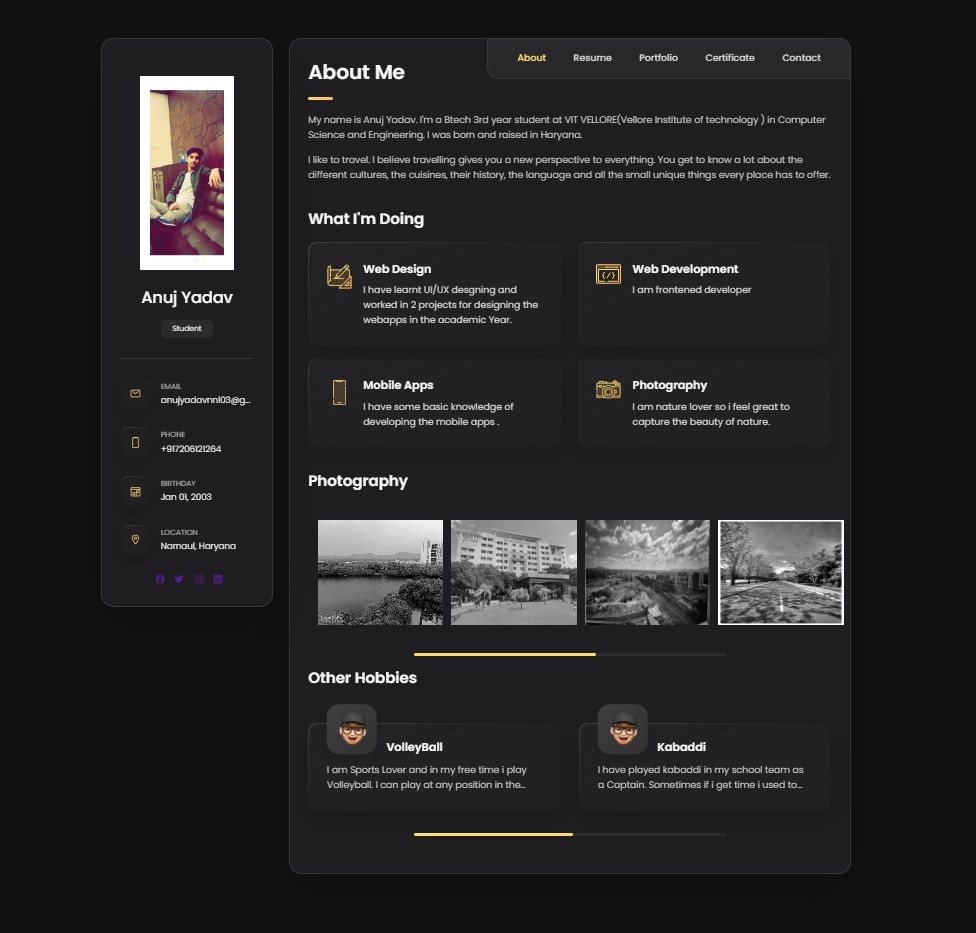 Anuj Yadav
Student
EMAIL
anujyadavnnl03@g...
PHONE
+917206121264
BIRTHDAY
Jan 01, 2003
LOCATION
Narnaul, Haryana
About
Resume
Portfolio
Certificate
Contact
About Me
My name is Anuj Yadav. I'm a Btech 3rd year student at VIT VELLORE(Vellore Institute of technology ) in Computer
Science and Engineering. I was born and raised in Haryana.
I like to travel. I believe travelling gives you a new perspective to everything. You get to know a lot about the
different cultures, the cuisines, their history, the language and all the small unique things every place has to offer.
What I'm Doing
Web Design
I have learnt UI/UX desgning and
worked in 2 projects for designing the
webapps in the academic Year.
Web Development
I am frontened developer
Mobile Apps
I have some basic knowledge of
developing the mobile apps .
Photography
I am nature lover so i feel great to
capture the beauty of nature.
Photography
Other Hobbies
VolleyBall
I am Sports Lover and in my free time i play
Volleyball. I can play at any position in the...
Kabaddi
I have played kabaddi in my school team as
a Captain. Sometimes if i get time i used to...